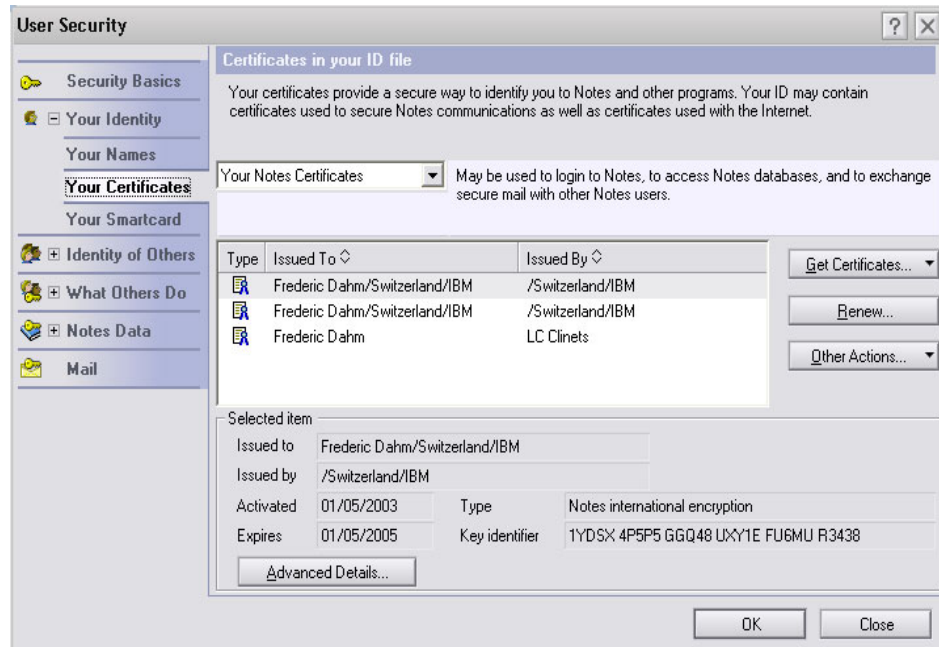 User Security
?
Security Basics
Your Identity
Your Names
Your Certificates
Your Smartcard
Identity of Others
What Others Do
Notes Data
Mail
Certificates in your ID file
Your certificates provide a secure way to identify you to Notes and other programs. Your ID may contain
certificates used to secure Notes communications as well as certificates used with the Internet.
Your Notes Certificates
May be used to login to Notes, to access Notes databases, and to exchange
secure mail with other Notes users.
Type Issued To Issued By
Frederic Dahm/Switzerland/IBM /Switzerland/IBM
Frederic Dahm/Switzerland/IBM /Switzerland/IBM
Frederic Dahm LC Clinets
Get Certificates...
Renew...
Other Actions...
Selected item
Issued to Frederic Dahm/Switzerland/IBM
Issued by /Switzerland/IBM
Activated 01/05/2003 Type Notes international encryption
Expires 01/05/2005 Key identifier 1YDSX 4P5P5 GGQ48 UXY1E FU6MU R3438
Advanced Details...
OK Close